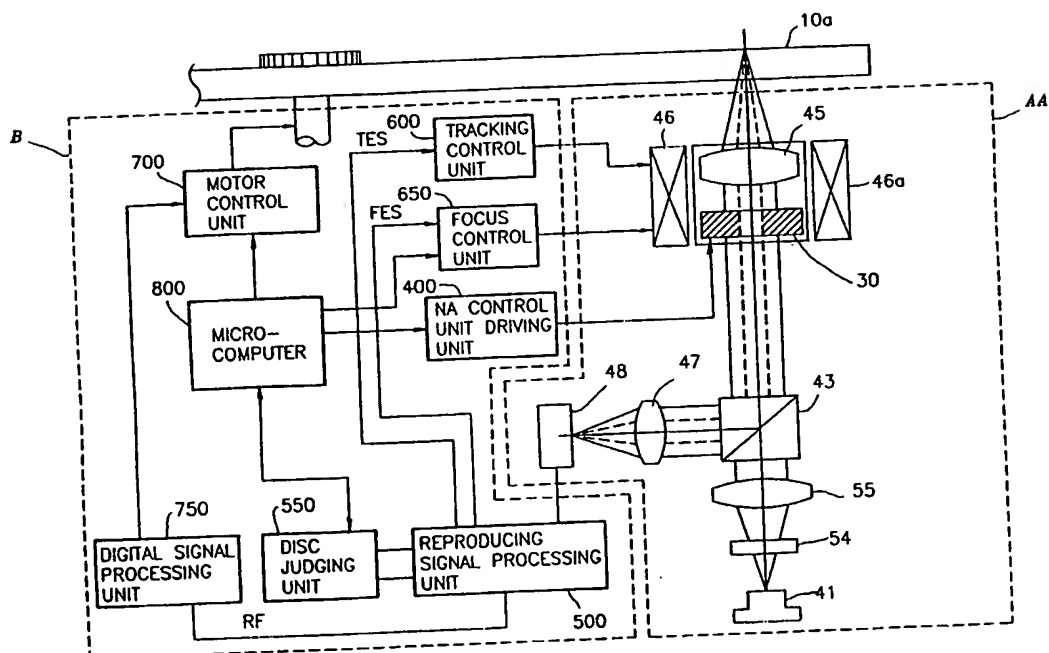 10a
B
AA
600
TES
TRACKING
CONTROL
UNIT
46
45
46a
700
MOTOR
CONTROL
UNIT
650
FES
FOCUS
CONTROL
UNIT
30
800
MICRO-
COMPUTER
400
NA CONTROL
UNIT DRIVING
UNIT
48
47
43
55
750
DIGITAL SIGNAL
PROCESSING
UNIT
550
DISC
JUDGING
UNIT
REPRODUCING
SIGNAL PROCESSING
UNIT
54
41
RF
500